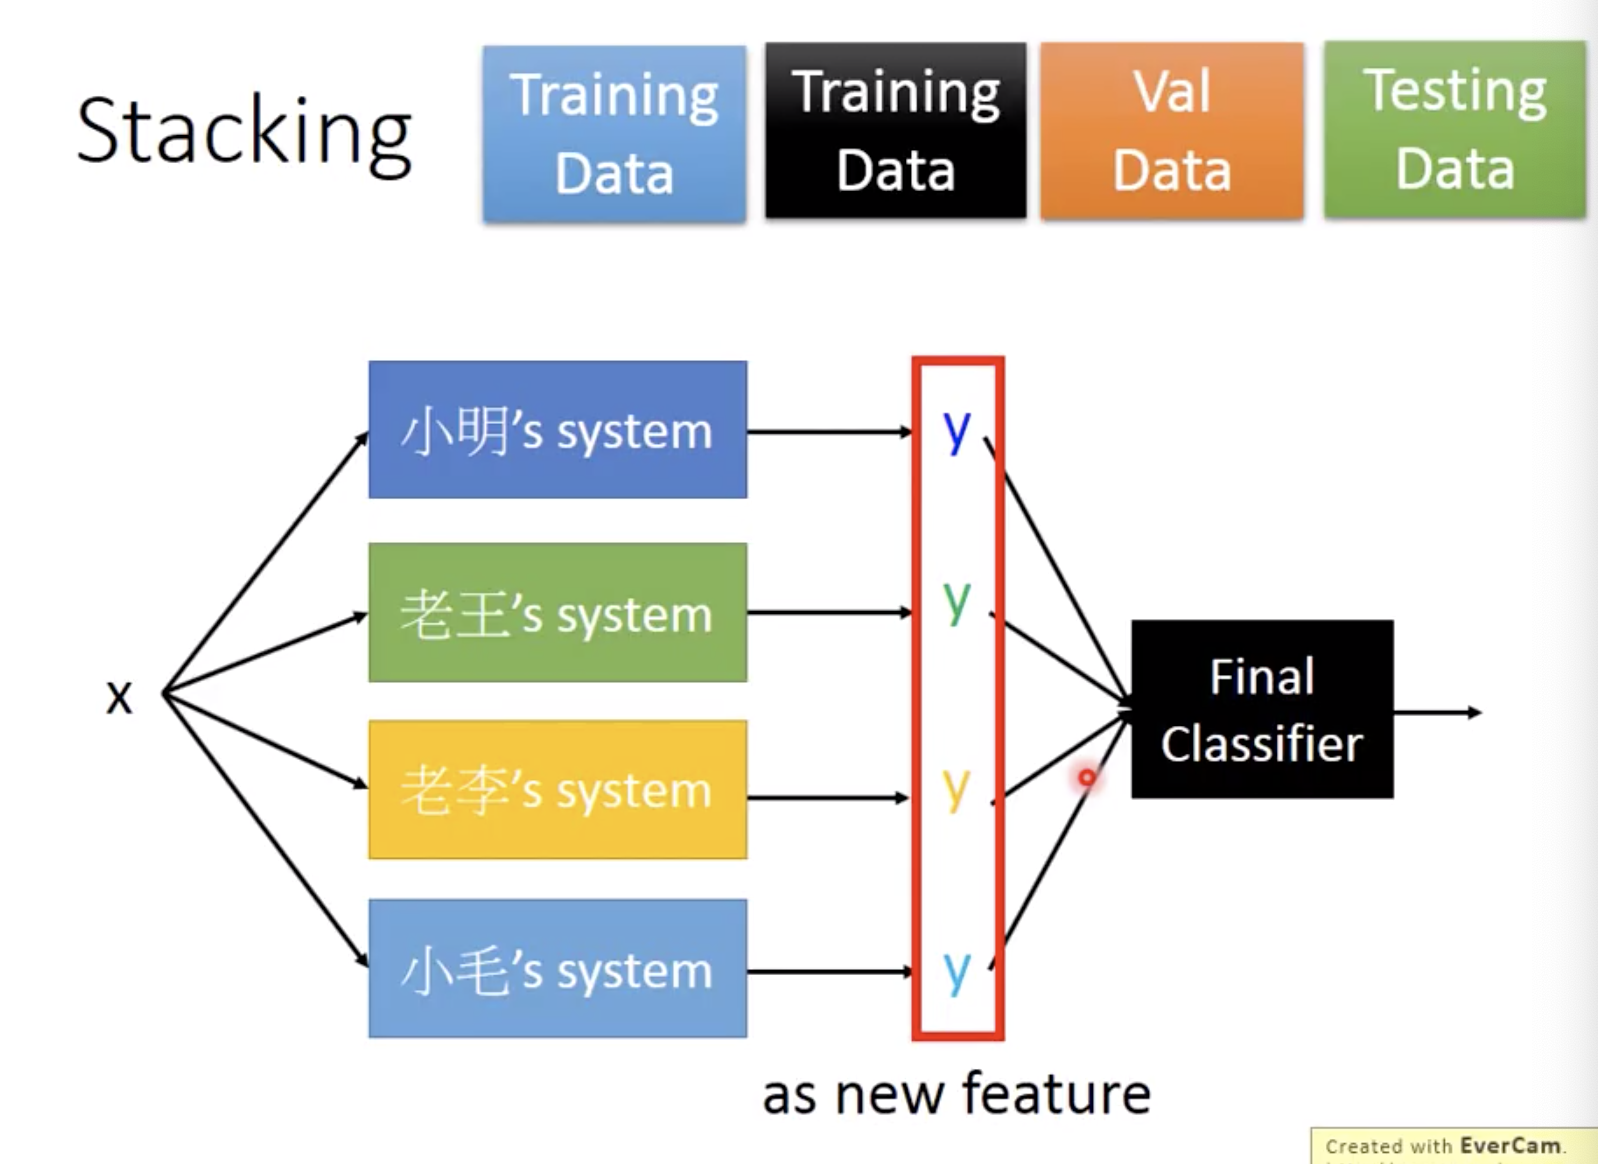 Stacking
Training
Data
Training
Data
Val
Data
Testing
Data
小明's system
老王's system
老李's system
小毛's system
x
y
y
y
y
Final
Classifier
as new feature
Created with EverCam.